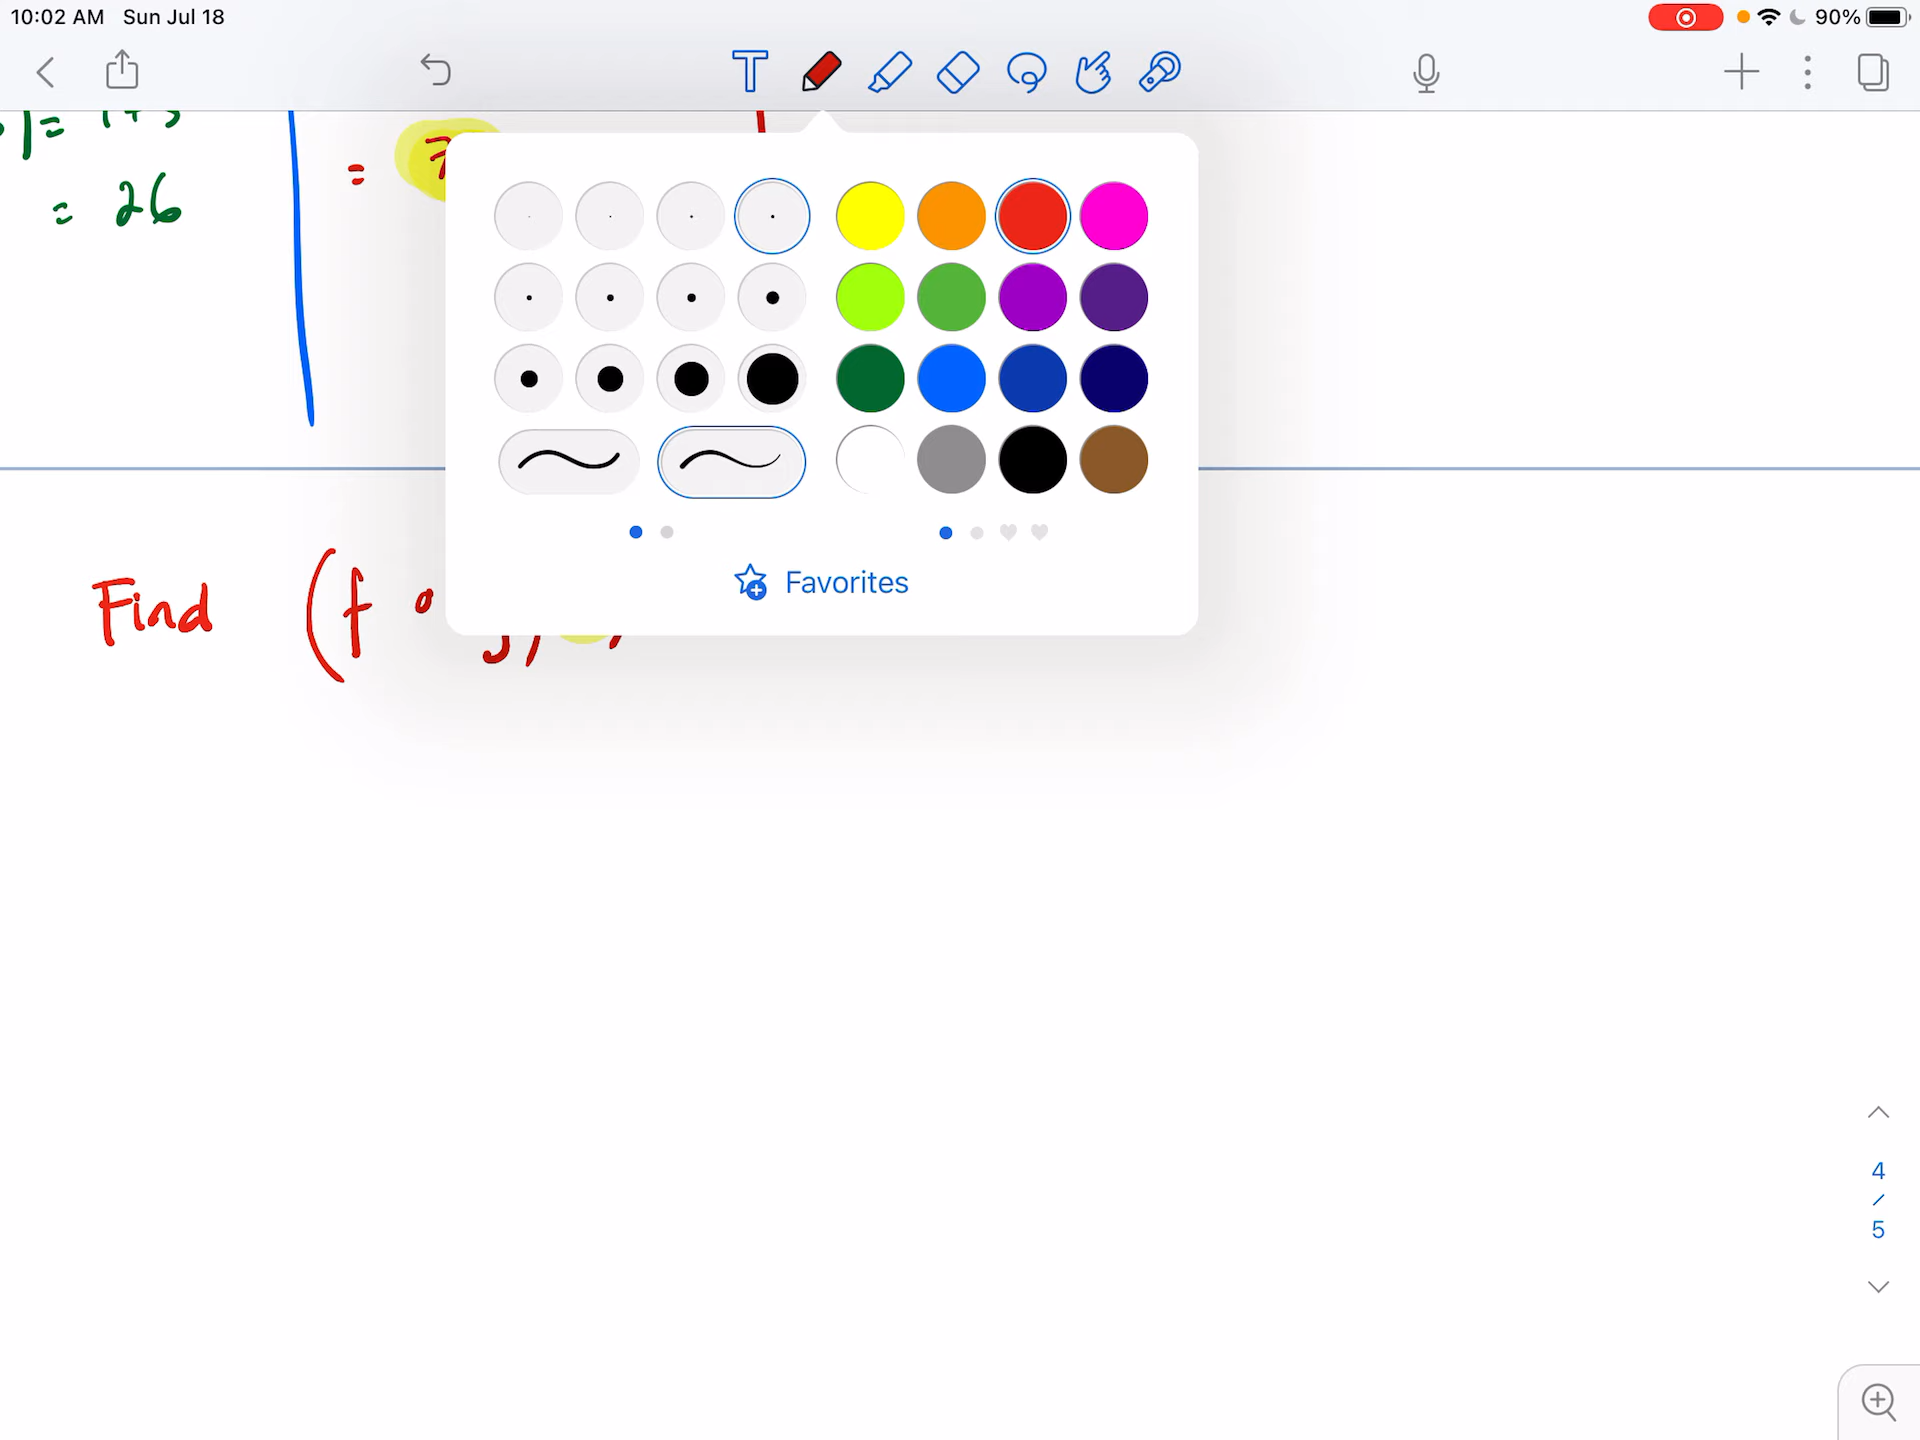 10:02 AM Sun Jul 18 90%
T
= 26
=
Find (f o g)
Favorites
4
/
5